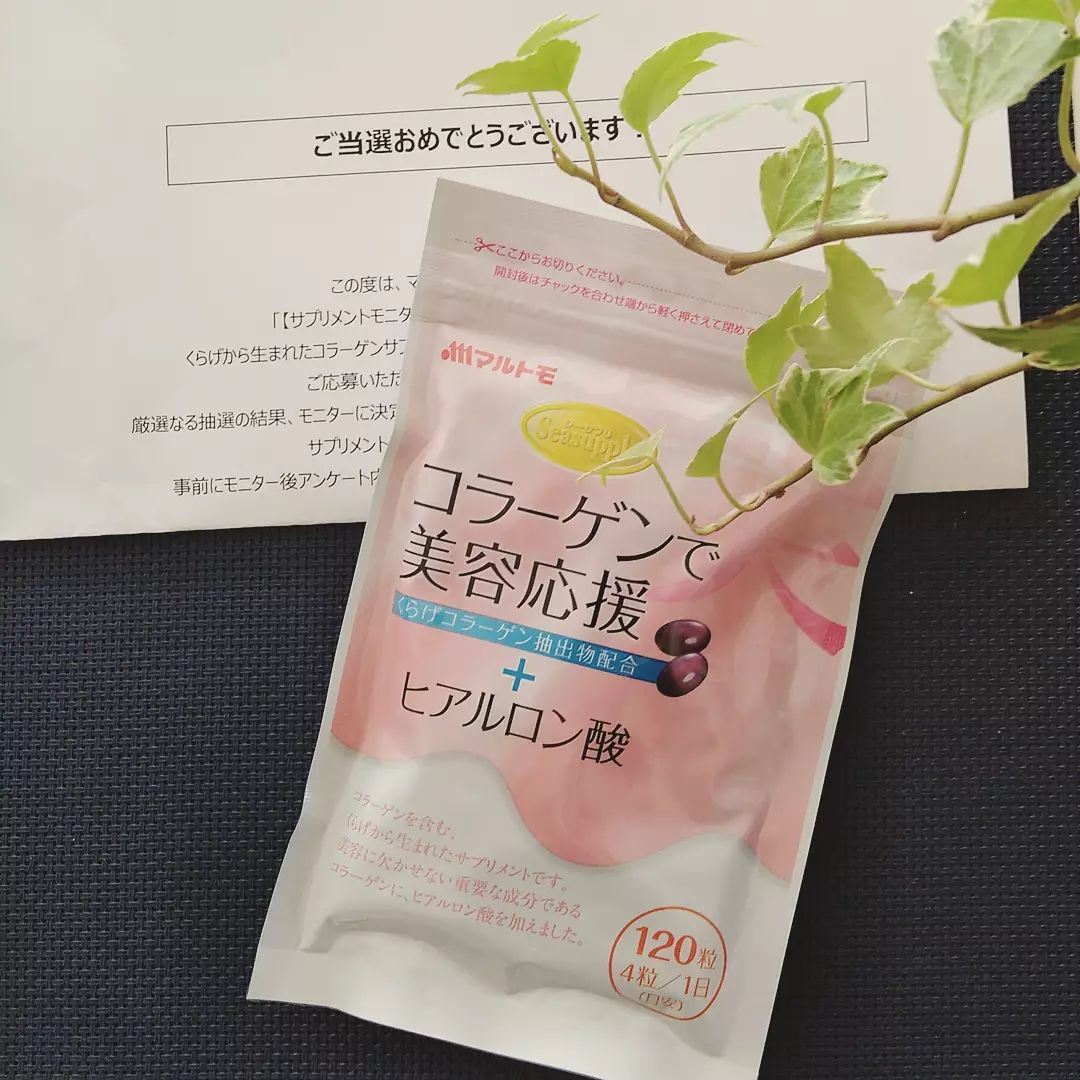 ご当選おめでとうございます！
この度は、マ
「【サプリメントモニタ
くらげから生まれたコラーゲンサプ
ご応募いただ
厳選なる抽選の結果、モニターに決定
サプリメント
事前にモニター後アンケート内
ここからお切りください。
開封後はチャックを合わせ端から軽く押さえて閉めて
マルトモ
シーサプリ
Seasuppl
コラーゲンで
美容応援
くらげコラーゲン抽出物配合
+
ヒアルロン酸
コラーゲンを含む、
くらげから生まれたサプリメントです。
美容に欠かせない重要な成分である
コラーゲンに、ヒアルロン酸を加えました。
120粒
4粒／1日
(目安)